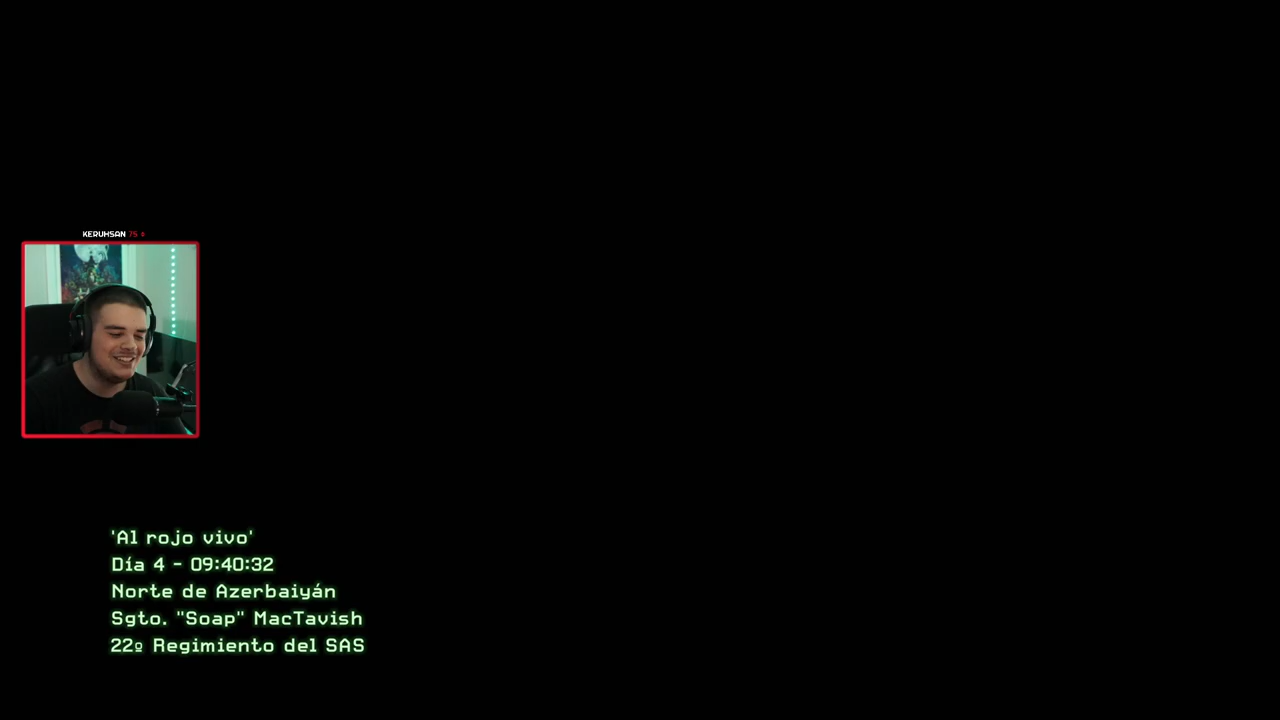 KERUHSAN 75
'Al rojo vivo'
Día 4 - 09:40:32
Norte de Azerbaiyán
Sgto. "Soap" MacTavish
22º Regimiento del SAS